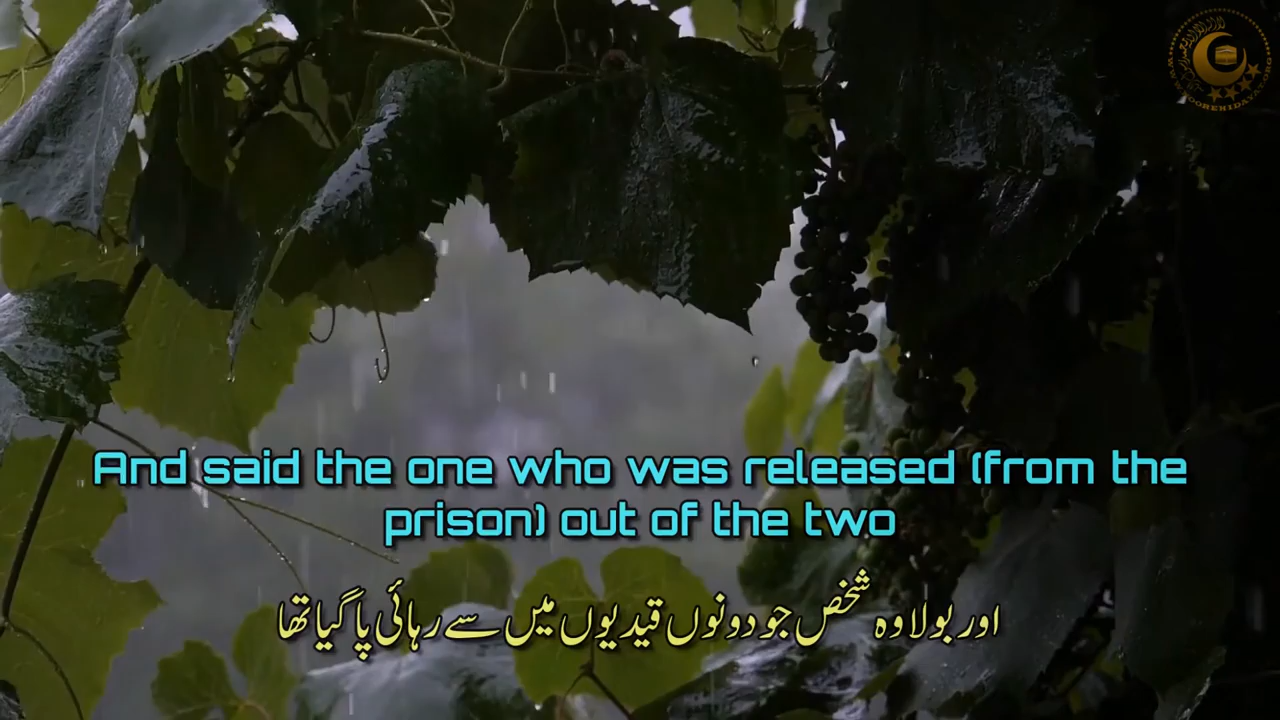 And said the one who was released (from the
prison) out of the two
اور بولا وہ شخص جو دونوں قیدیوں میں سے رہائی پا گیا تھا